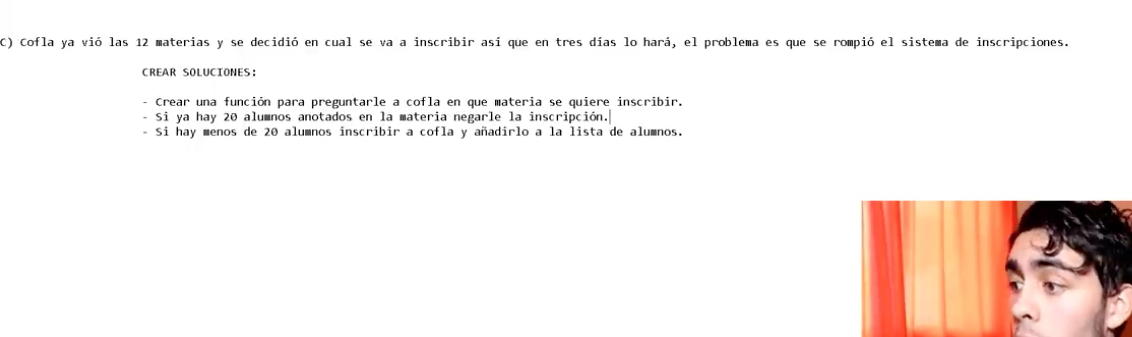 C) Cofla ya vió las 12 materias y se decidió en cual se va a inscribir así que en tres días lo hará, el problema es que se rompió el sistema de inscripciones.
CREAR SOLUCIONES:
- Crear una función para preguntarle a cofla en que materia se quiere inscribir.
- Si ya hay 20 alumnos anotados en la materia negarle la inscripción.
- Si hay menos de 20 alumnos inscribir a cofla y añadirlo a la lista de alumnos.